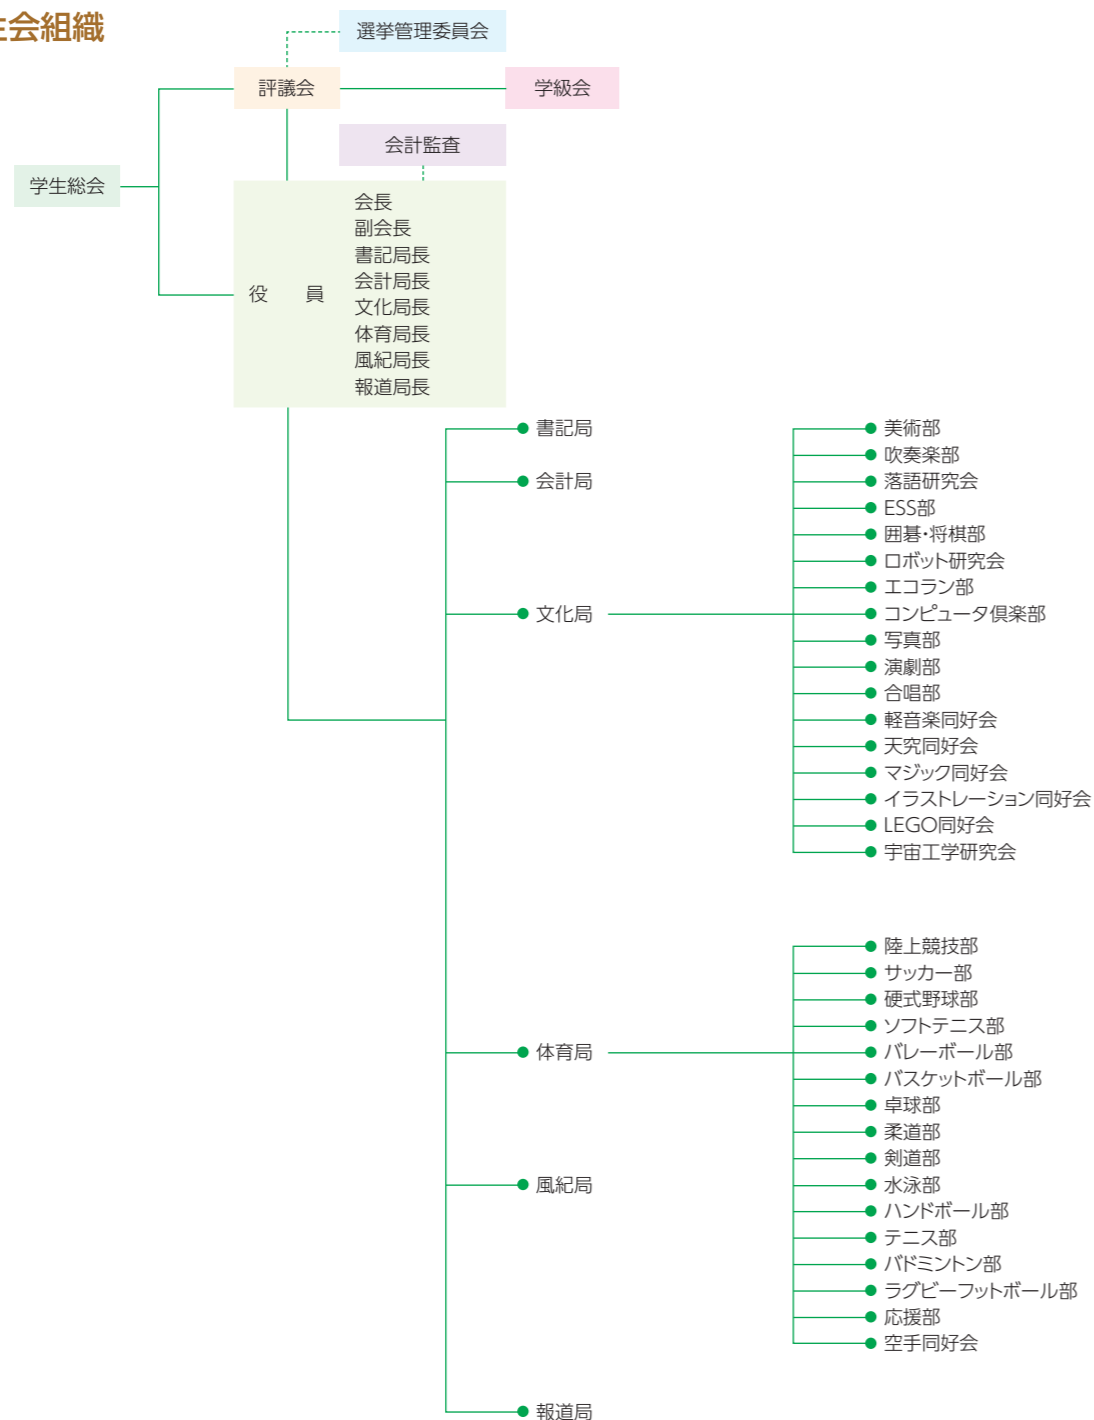 生会組織
選挙管理委員会
評議会
学級会
会計監査
学生総会
役　員
会長
副会長
書記局長
会計局長
文化局長
体育局長
風紀局長
報道局長
書記局
会計局
文化局
美術部
吹奏楽部
落語研究会
ESS部
囲碁・将棋部
ロボット研究会
エコラン部
コンピュータ倶楽部
写真部
演劇部
合唱部
軽音楽同好会
天究同好会
マジック同好会
イラストレーション同好会
LEGO同好会
宇宙工学研究会
体育局
陸上競技部
サッカー部
硬式野球部
ソフトテニス部
バレーボール部
バスケットボール部
卓球部
柔道部
剣道部
水泳部
ハンドボール部
テニス部
バドミントン部
ラグビーフットボール部
応援部
空手同好会
風紀局
報道局